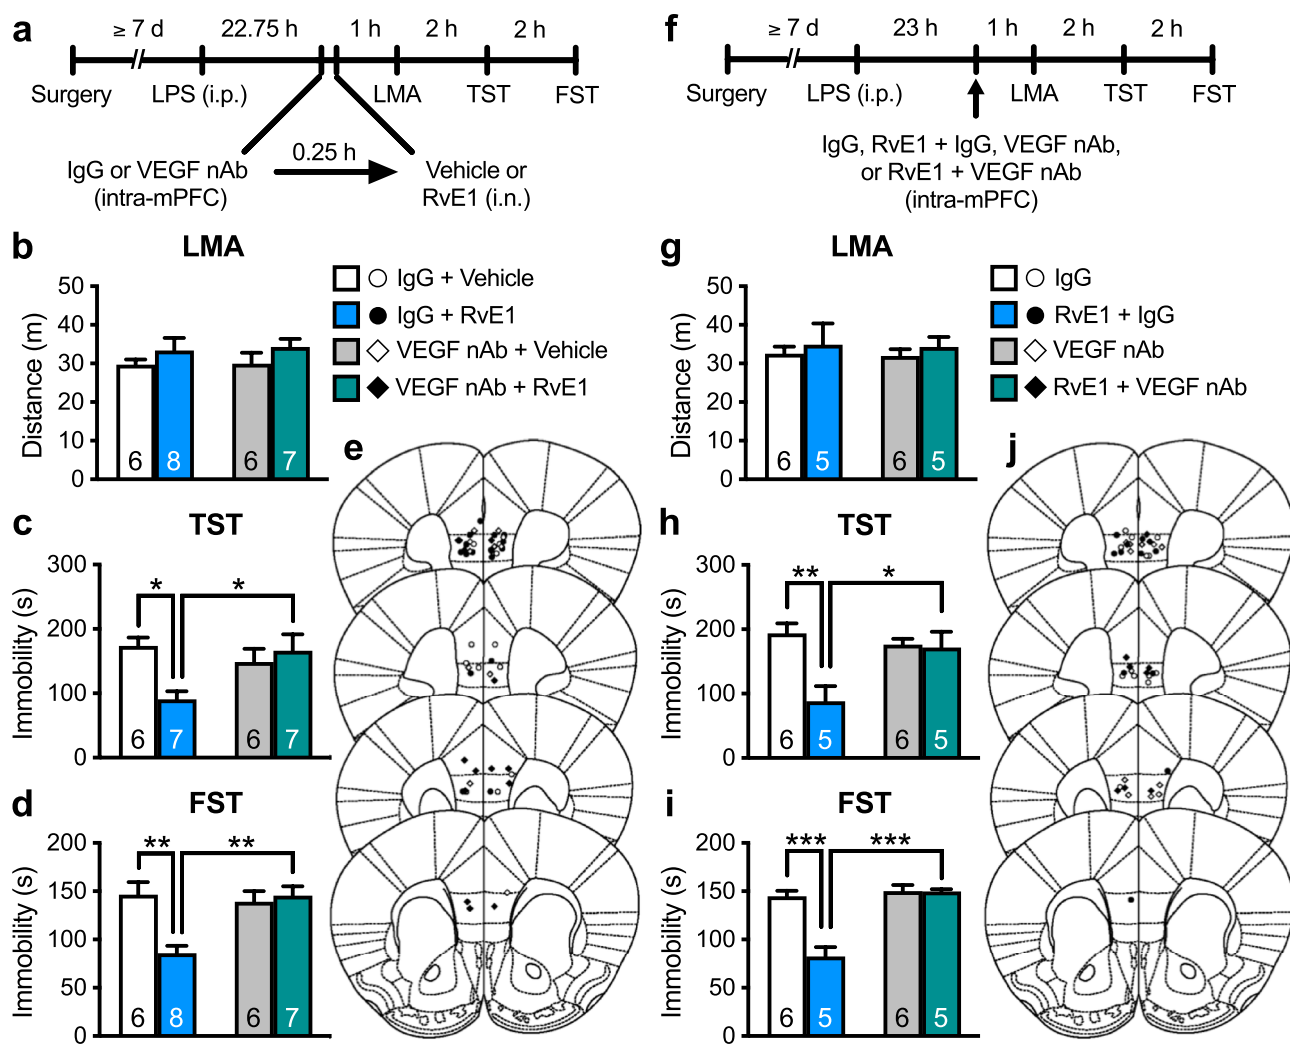 a
≥ 7 d 22.75 h 1 h 2 h 2 h
Surgery LPS (i.p.) LMA TST FST
0.25 h
IgG or VEGF nAb
(intra-mPFC)
Vehicle or
RvE1 (i.n.)
f
≥ 7 d 23 h 1 h 2 h 2 h
Surgery LPS (i.p.) LMA TST FST
IgG, RvE1 + IgG, VEGF nAb,
or RvE1 + VEGF nAb
(intra-mPFC)
b
LMA
Distance (m)
50
40
30
20
10
0
6 8 6 7
IgG + Vehicle
IgG + RvE1
VEGF nAb + Vehicle
VEGF nAb + RvE1
c
TST
Immobility (s)
300
200
100
0
* *
6 7 6 7
d
FST
Immobility (s)
200
150
100
50
0
** **
6 8 6 7
e
g
LMA
Distance (m)
50
40
30
20
10
0
6 5 6 5
IgG
RvE1 + IgG
VEGF nAb
RvE1 + VEGF nAb
h
TST
Immobility (s)
300
200
100
0
** *
6 5 6 5
i
FST
Immobility (s)
200
150
100
50
0
*** ***
6 5 6 5
j